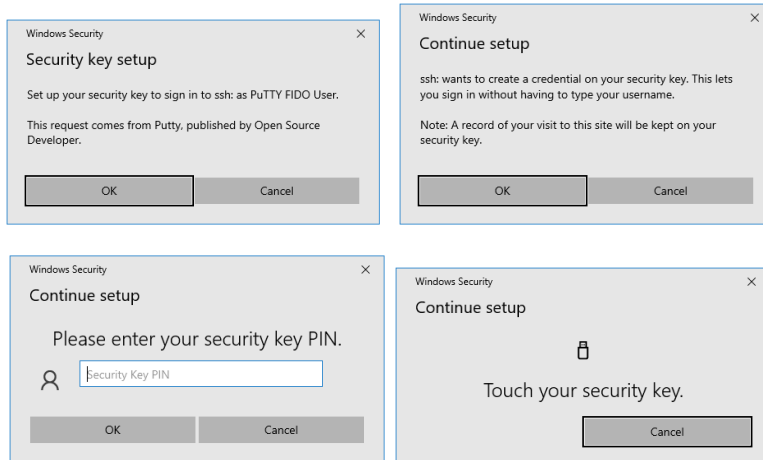 Windows Security
Security key setup
Set up your security key to sign in to ssh: as PuTTY FIDO User.
This request comes from Putty, published by Open Source
Developer.
OK
Cancel
Windows Security
Continue setup
ssh: wants to create a credential on your security key. This lets
you sign in without having to type your username.
Note: A record of your visit to this site will be kept on your
security key.
OK
Cancel
Windows Security
Continue setup
Please enter your security key PIN.
Security Key PIN
OK
Cancel
Windows Security
Continue setup
Touch your security key.
Cancel